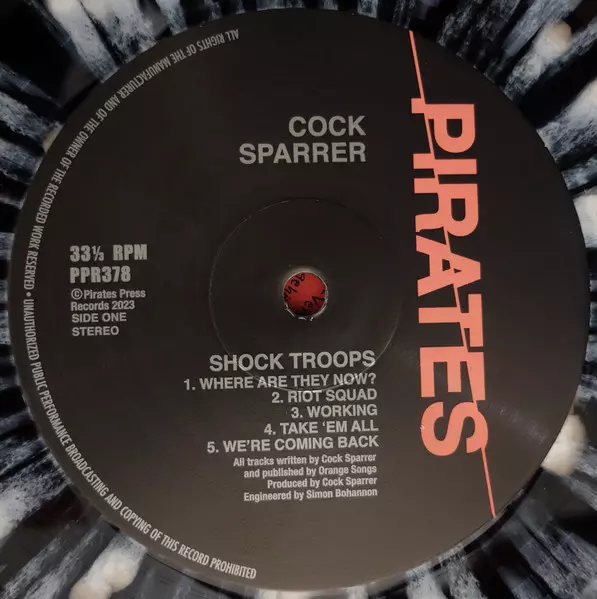 COCK
SPARRER
PIRATES
33⅓ RPM
PPR378
©Pirates Press
Records 2023
SIDE ONE
STEREO
SHOCK TROOPS
1. WHERE ARE THEY NOW?
2. RIOT SQUAD
3. WORKING
4. TAKE 'EM ALL
5. WE'RE COMING BACK
All tracks written by Cock Sparrer
and published by Orange Songs
Produced by Cock Sparrer
Engineered by Simon Bohannon
ALL RIGHTS OF THE MANUFACTURER AND OF THE OWNER OF THE RECORDED WORK RESERVED • UNAUTHORIZED PUBLIC PERFORMANCE BROADCASTING AND COPYING OF THIS RECORD PROHIBITED